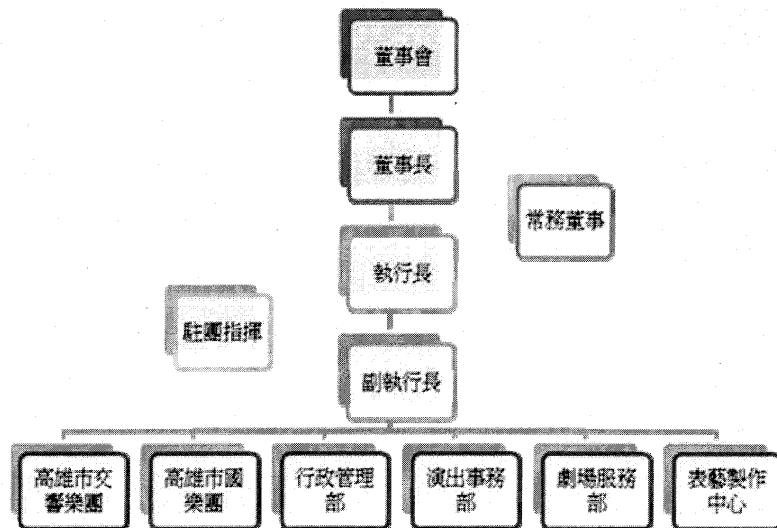 董事會
董事長
常務董事
執行長
駐團指揮
副執行長
高雄市交
響樂團
高雄市國
樂團
行政管理
部
演出事務
部
劇場服務
部
表藝製作
中心